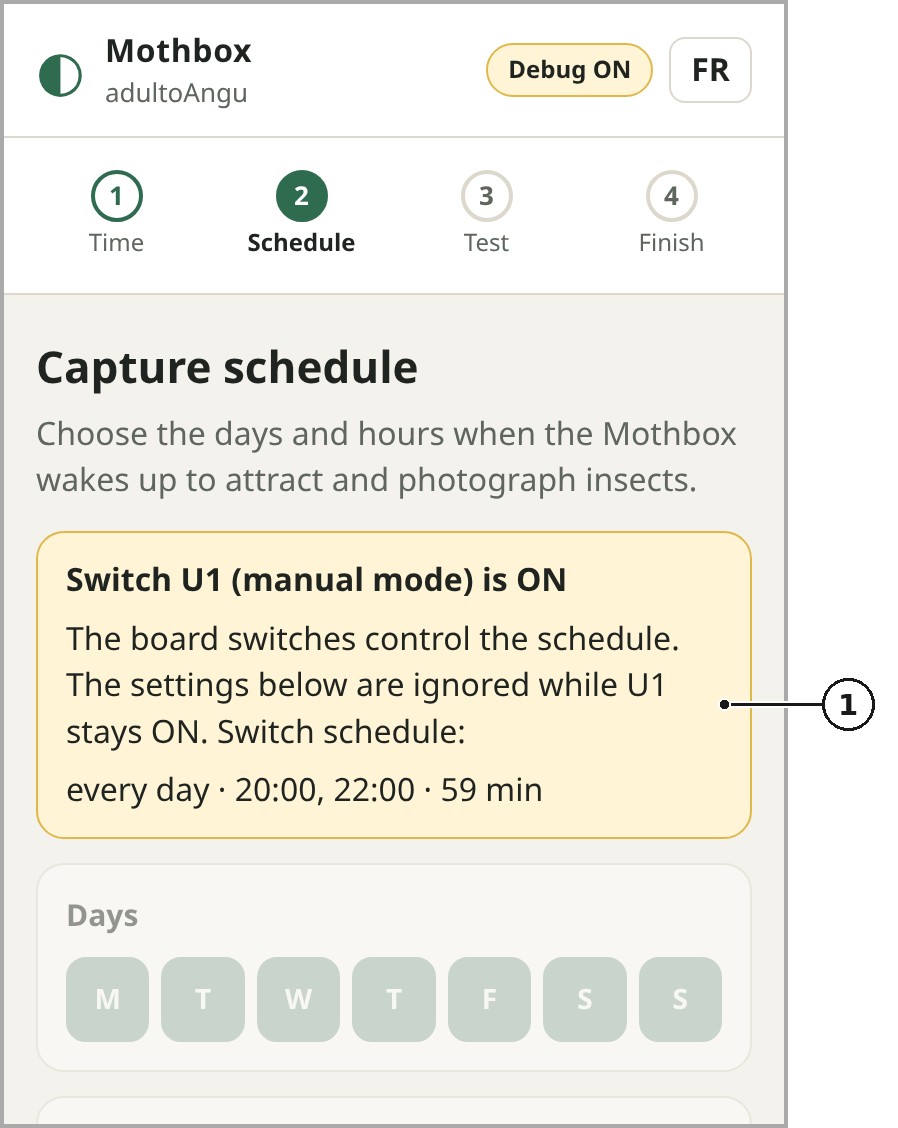 Mothbox
adultoAngu
Debug ON
FR
1
Time
2
Schedule
3
Test
4
Finish
Capture schedule
Choose the days and hours when the Mothbox
wakes up to attract and photograph insects.
Switch U1 (manual mode) is ON
The board switches control the schedule.
The settings below are ignored while U1
stays ON. Switch schedule:
every day · 20:00, 22:00 · 59 min
1
Days
M T W T F S S